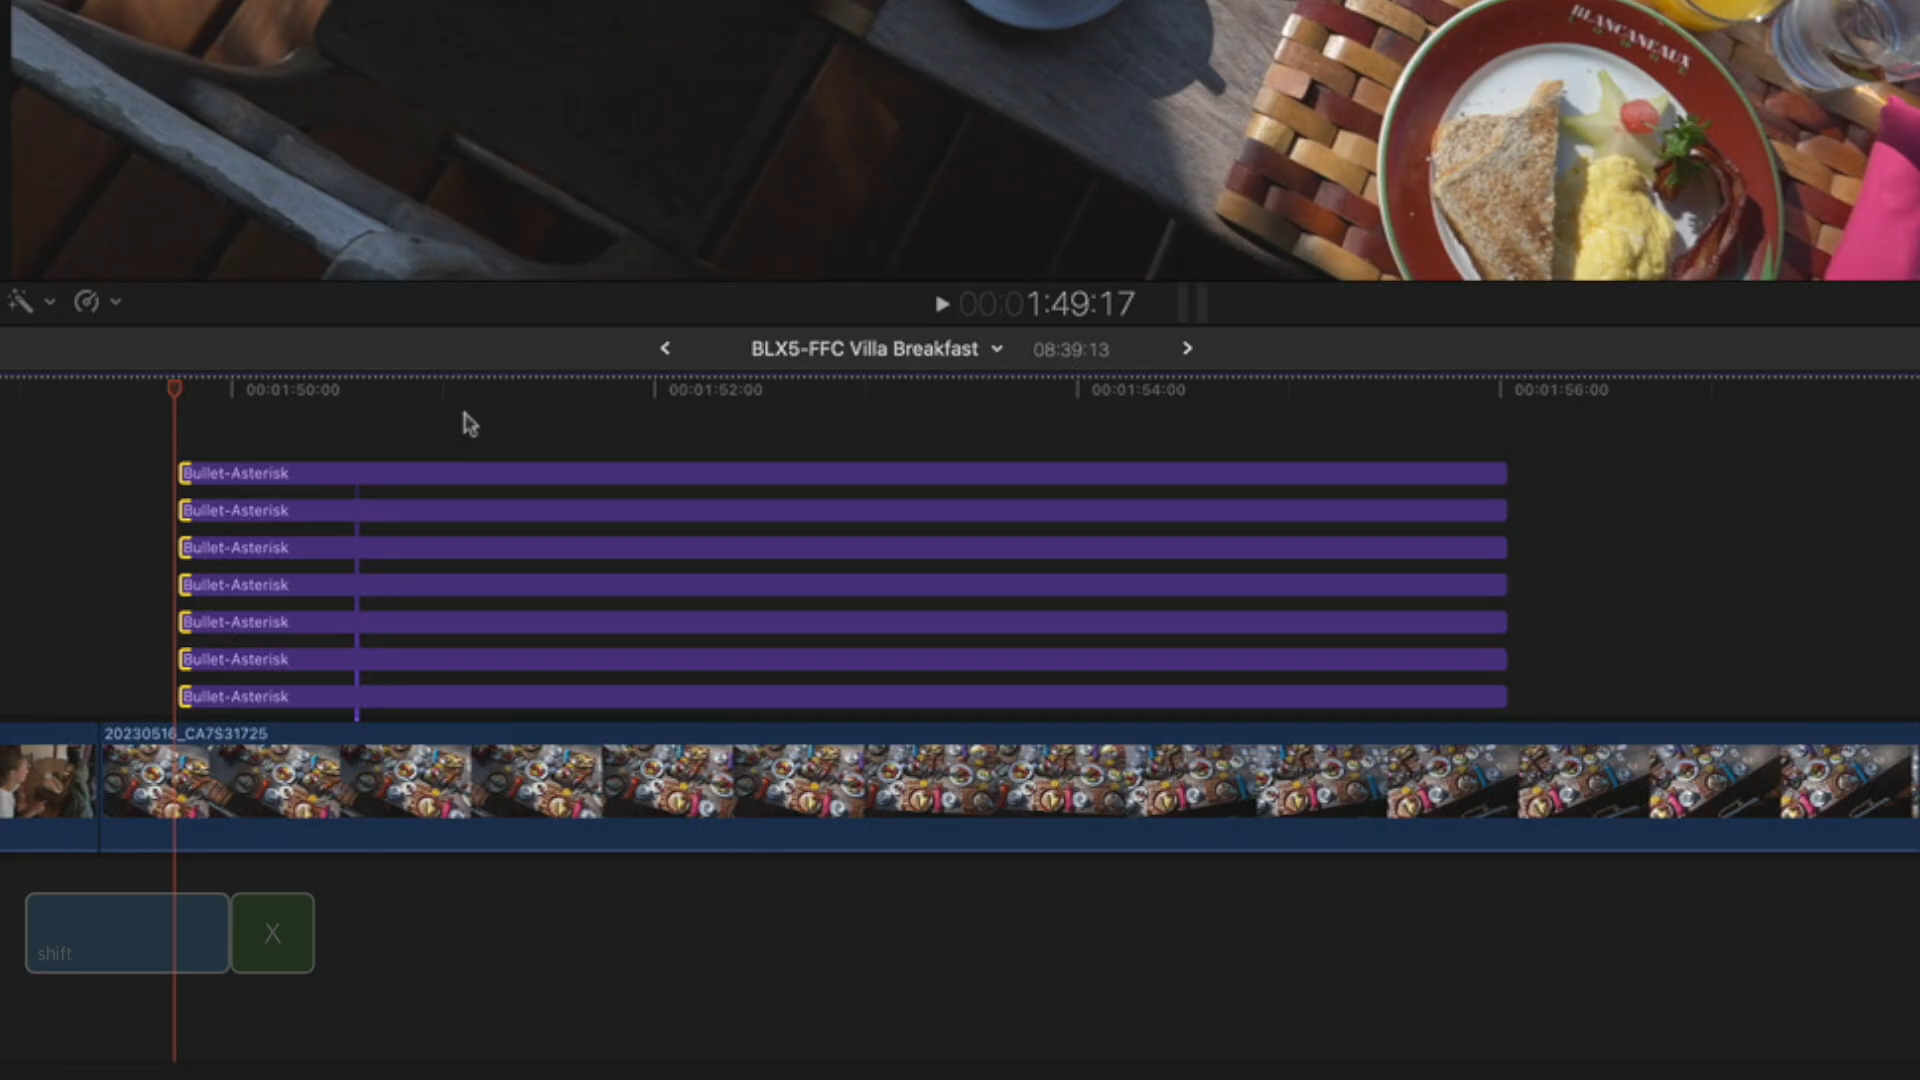 BLANCANEAUX
00:01:49:17
BLX5-FFC Villa Breakfast
08:39:13
00:01:50:00
00:01:52:00
00:01:54:00
00:01:56:00
Bullet-Asterisk
Bullet-Asterisk
Bullet-Asterisk
Bullet-Asterisk
Bullet-Asterisk
Bullet-Asterisk
Bullet-Asterisk
20230516_CA7S31725
shift
X